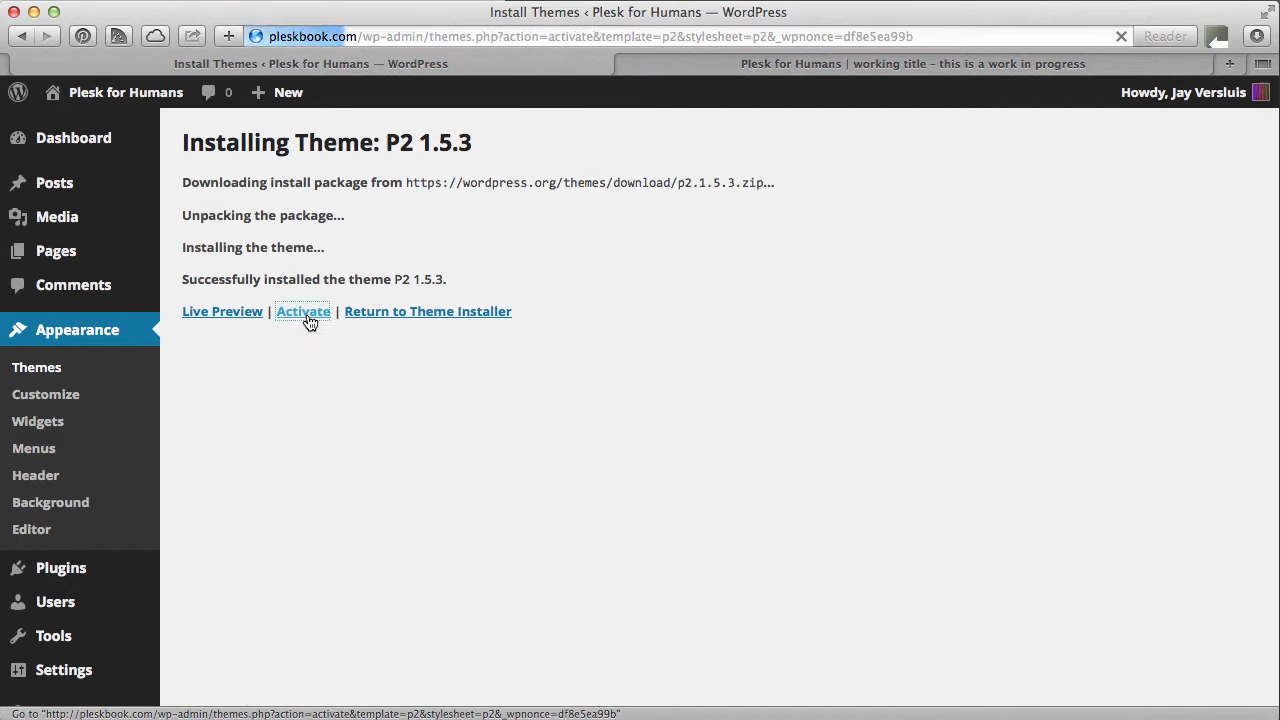 Install Themes ‹ Plesk for Humans — WordPress
pleskbook.com/wp-admin/themes.php?action=activate&template=p2&stylesheet=p2&_wpnonce=df8e5ea99b
Reader
Install Themes ‹ Plesk for Humans — WordPress
Plesk for Humans | working title – this is a work in progress
Plesk for Humans
0
New
Howdy, Jay Versluis
Dashboard
Posts
Media
Pages
Comments
Appearance
Themes
Customize
Widgets
Menus
Header
Background
Editor
Plugins
Users
Tools
Settings
Installing Theme: P2 1.5.3
Downloading install package from https://wordpress.org/themes/download/p2.1.5.3.zip…
Unpacking the package…
Installing the theme…
Successfully installed the theme P2 1.5.3.
Live Preview | Activate | Return to Theme Installer
Go to "http://pleskbook.com/wp-admin/themes.php?action=activate&template=p2&stylesheet=p2&_wpnonce=df8e5ea99b"